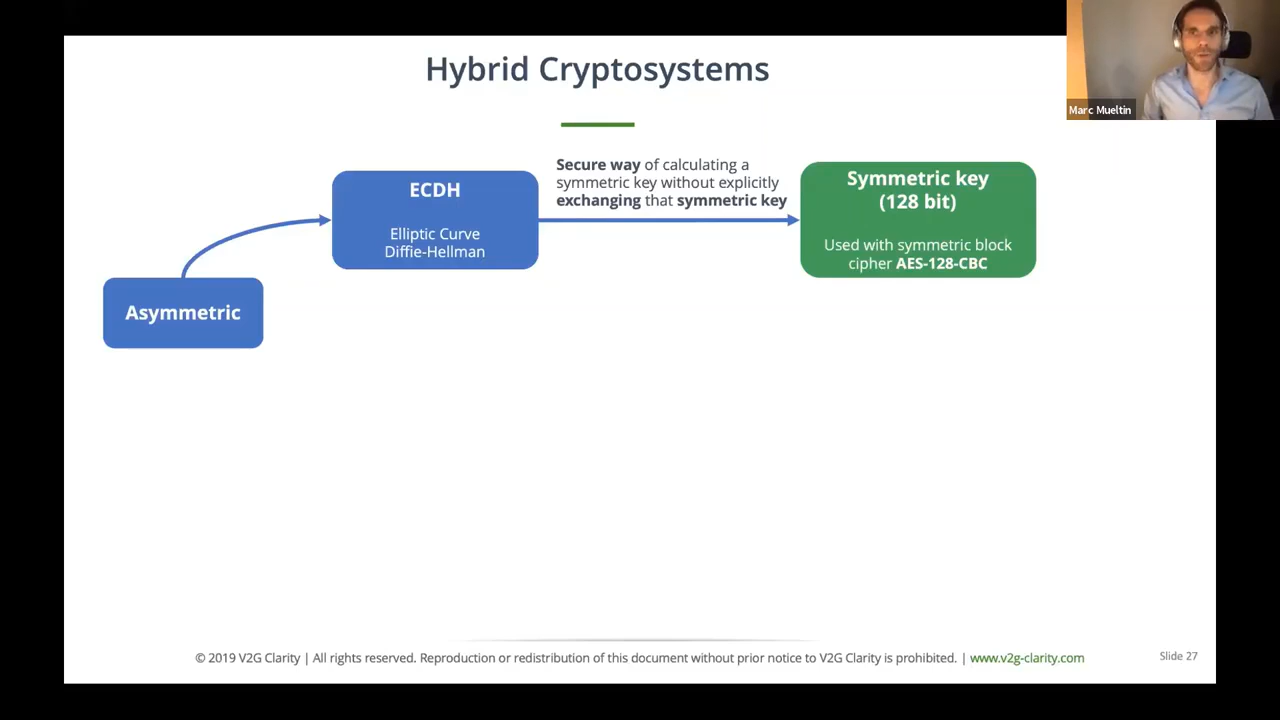 Hybrid Cryptosystems
Marc Mueltin
ECDH
Elliptic Curve
Diffie-Hellman
Secure way of calculating a
symmetric key without explicitly
exchanging that symmetric key
Symmetric key
(128 bit)
Used with symmetric block
cipher AES-128-CBC
Asymmetric
© 2019 V2G Clarity | All rights reserved. Reproduction or redistribution of this document without prior notice to V2G Clarity is prohibited. | www.v2g-clarity.com
Slide 27